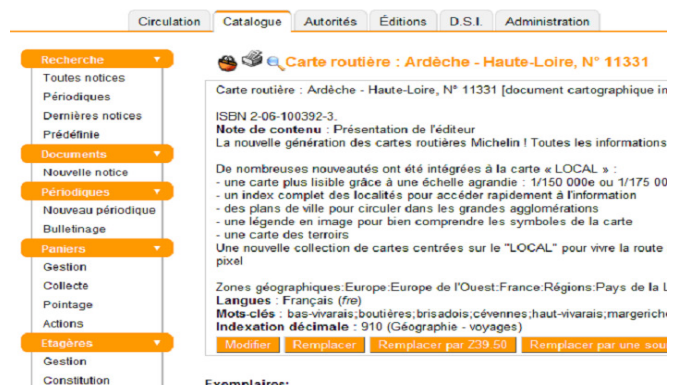 Circulation Catalogue Autorités Éditions D.S.I. Administration
Recherche
Toutes notices
Périodiques
Dernières notices
Prédéfinie
Documents
Nouvelle notice
Périodiques
Nouveau périodique
Bulletinage
Paniers
Gestion
Collecte
Pointage
Actions
Etagères
Gestion
Constitution
Carte routière : Ardèche - Haute-Loire, N° 11331
Carte routière : Ardèche - Haute-Loire, N° 11331 [document cartographique im
ISBN 2-06-100392-3.
Note de contenu : Présentation de l'éditeur
La nouvelle génération des cartes routières Michelin ! Toutes les informations
De nombreuses nouveautés ont été intégrées à la carte « LOCAL » :
- une carte plus lisible grâce à une échelle agrandie : 1/150 000e ou 1/175 00
- un index complet des localités pour accéder rapidement à l'information
- des plans de ville pour circuler dans les grandes agglomérations
- une légende en image pour bien comprendre les symboles de la carte
- une carte des terroirs
Une nouvelle collection de cartes centrées sur le "LOCAL" pour vivre la route
pixel
Zones géographiques:Europe:Europe de l'Ouest:France:Régions:Pays de la L
Langues : Français (fre)
Mots-clés : bas-vivarais;boutières;brisadois;cévennes;haut-vivarais;margerich
Indexation décimale : 910 (Géographie - voyages)
Modifier Remplacer Remplacer par Z39.50 Remplacer par une sou
Exemplaires: